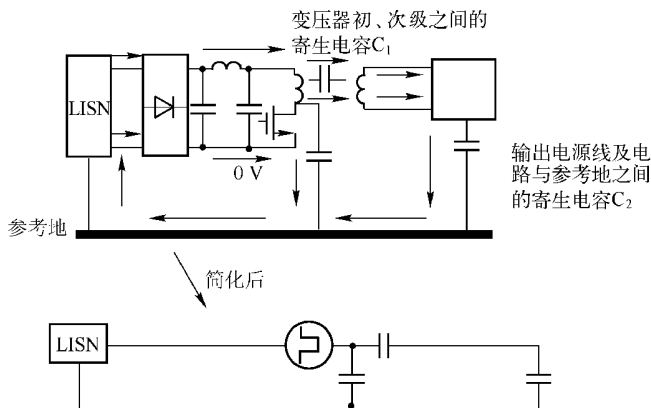 变压器初、次级之间的
寄生电容C₁
LISN
0 V
输出电源线及电
路与参考地之间
的寄生电容C₂
参考地
简化后
LISN